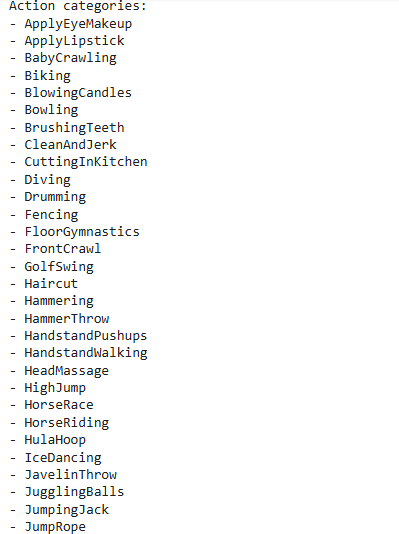 Action categories:
- ApplyEyeMakeup
- ApplyLipstick
- BabyCrawling
- Biking
- BlowingCandles
- Bowling
- BrushingTeeth
- CleanAndJerk
- CuttingInKitchen
- Diving
- Drumming
- Fencing
- FloorGymnastics
- FrontCrawl
- GolfSwing
- Haircut
- Hammering
- HammerThrow
- HandstandPushups
- HandstandWalking
- HeadMassage
- HighJump
- HorseRace
- HorseRiding
- HulaHoop
- IceDancing
- JavelinThrow
- JugglingBalls
- JumpingJack
- JumpRope